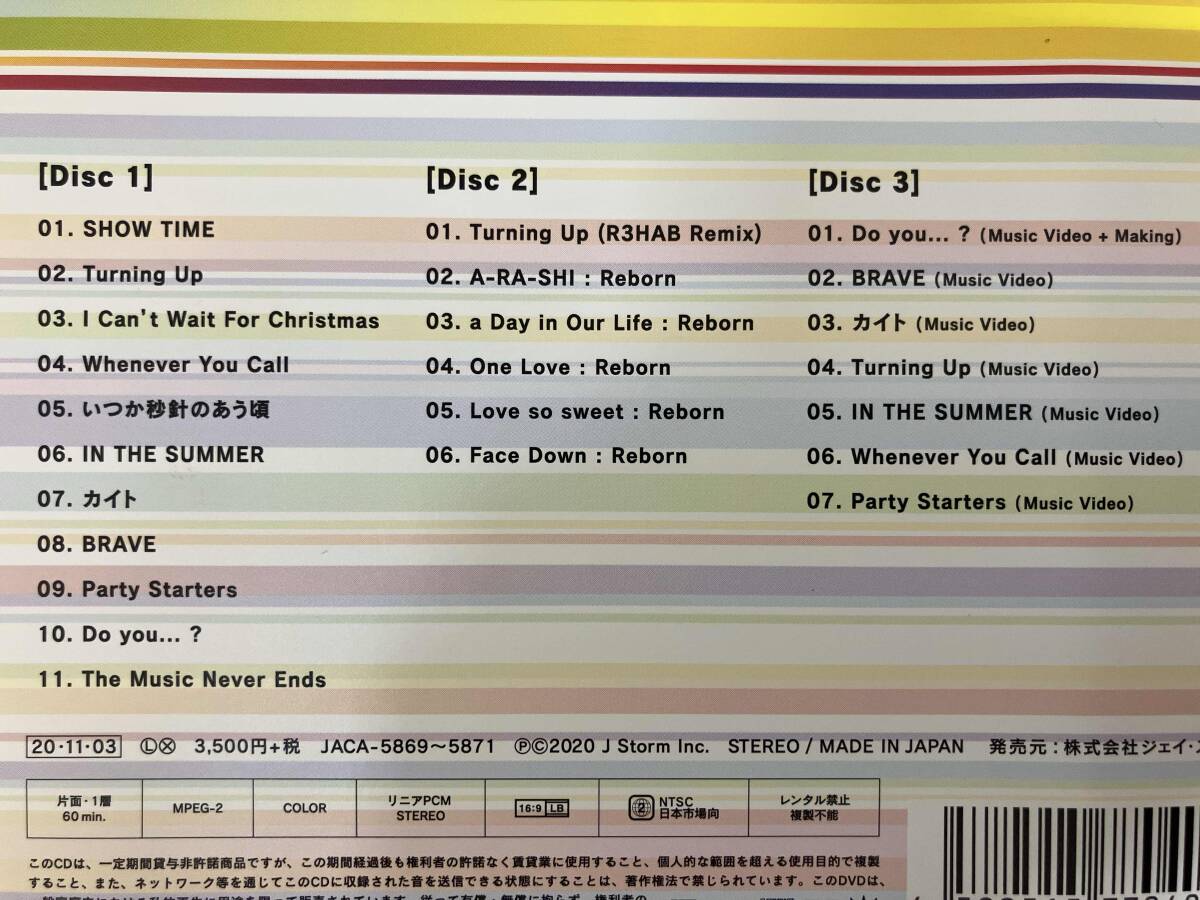 [Disc 1]
01. SHOW TIME
02. Turning Up
03. I Can't Wait For Christmas
04. Whenever You Call
05. いつか秒針のあう頃
06. IN THE SUMMER
07. カイト
08. BRAVE
09. Party Starters
10. Do you... ?
11. The Music Never Ends
[Disc 2]
01. Turning Up (R3HAB Remix)
02. A-RA-SHI : Reborn
03. a Day in Our Life : Reborn
04. One Love : Reborn
05. Love so sweet : Reborn
06. Face Down : Reborn
[Disc 3]
01. Do you... ? (Music Video + Making)
02. BRAVE (Music Video)
03. カイト (Music Video)
04. Turning Up (Music Video)
05. IN THE SUMMER (Music Video)
06. Whenever You Call (Music Video)
07. Party Starters (Music Video)
20・11・03 Ⓛ🅧 3,500円+税 JACA-5869〜5871 ℗©2020 J Storm Inc. STEREO / MADE IN JAPAN 発売元：株式会社ジェイ・ス
片面・1層
60 min.
MPEG-2
COLOR
リニアPCM
STEREO
16:9 LB
2 NTSC
日本市場向
レンタル禁止
複製不能
このCDは、一定期間貸与非許諾商品ですが、この期間経過後も権利者の許諾なく賃貸業に使用すること、個人的な範囲を超える使用目的で複製
すること、また、ネットワーク等を通じてこのCDに収録された音を送信できる状態にすることは、著作権法で禁じられています。このDVDは、